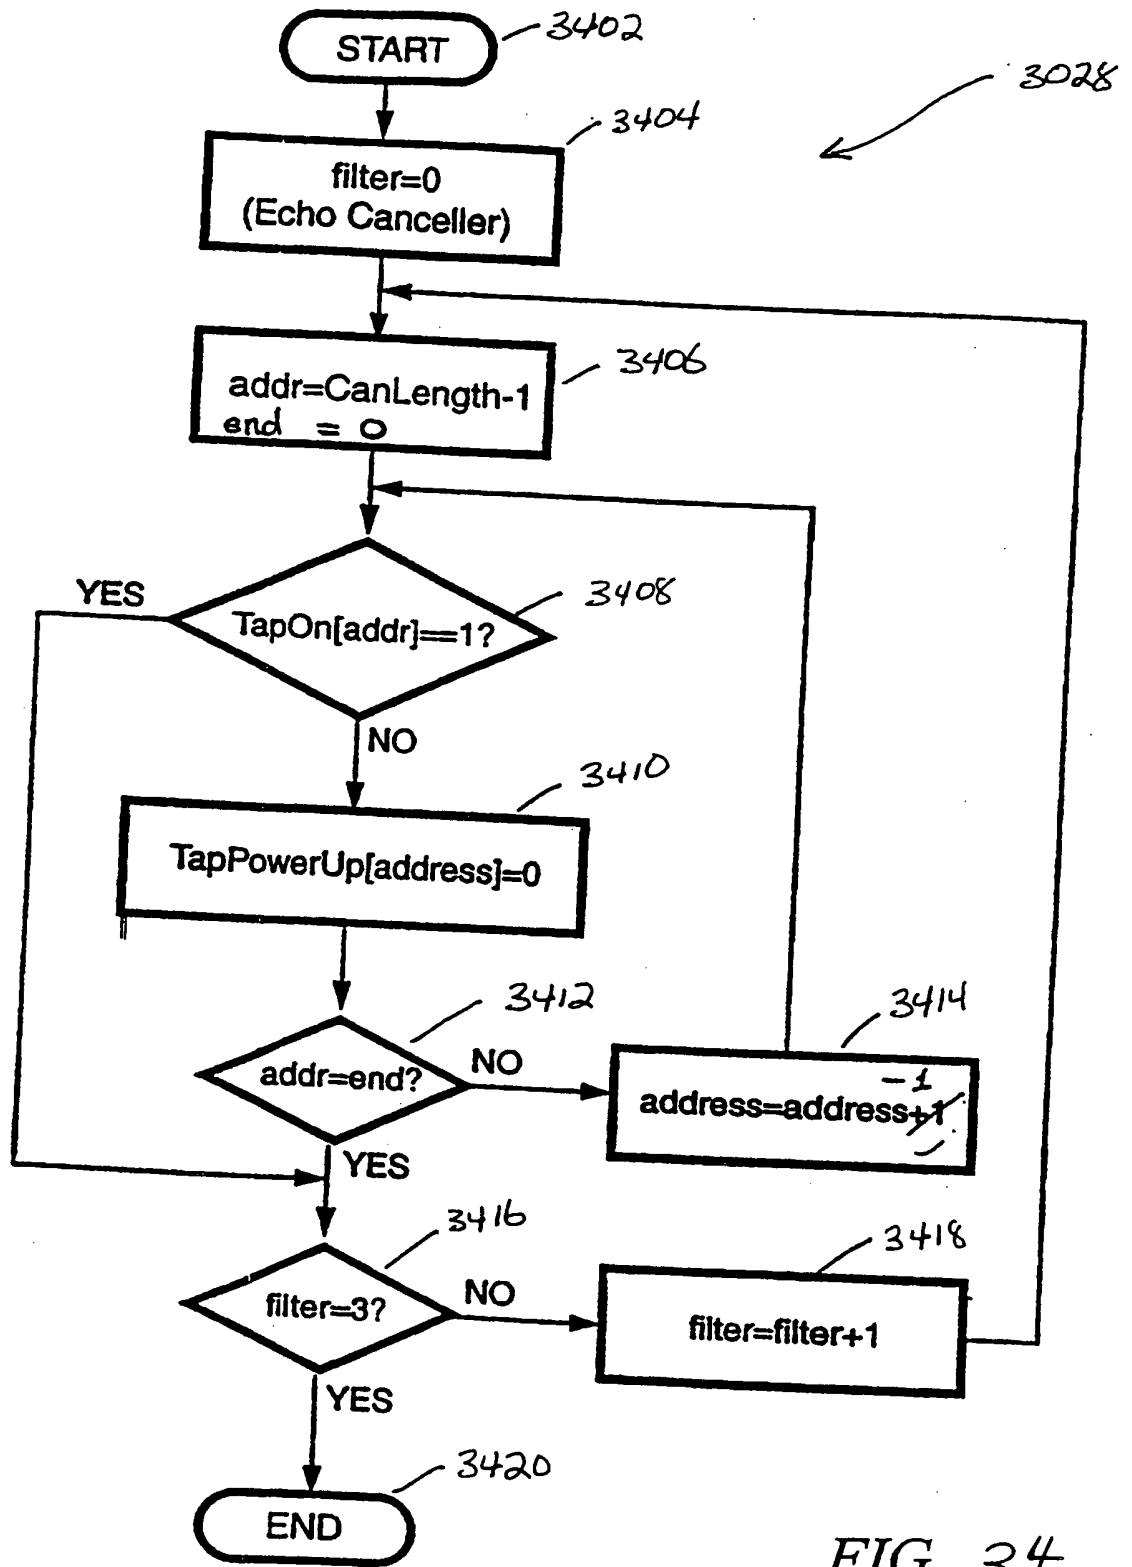 START
3402
3028
3404
filter=0
(Echo Canceller)
3406
addr=CanLength-1
end = 0
YES
3408
TapOn[addr]==1?
NO
3410
TapPowerUp[address]=0
3412
addr=end?
NO
3414
-1
address=address+1
YES
3416
filter=3?
NO
3418
filter=filter+1
YES
3420
END
FIG. 34